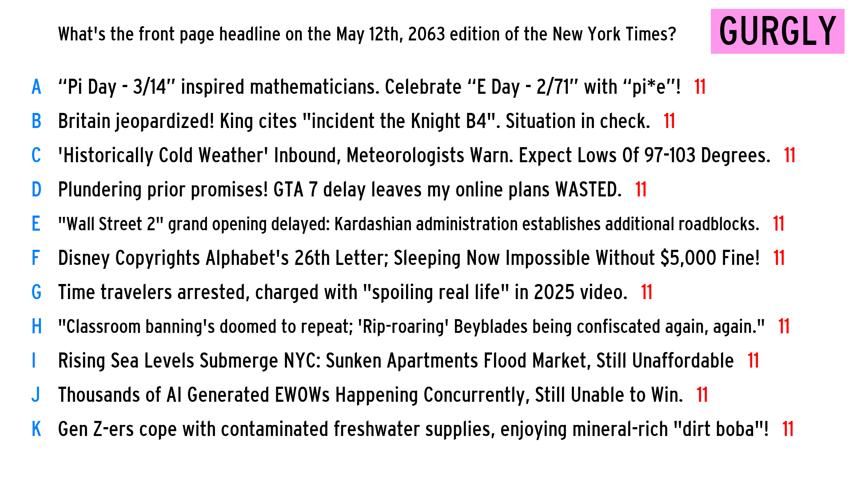 What's the front page headline on the May 12th, 2063 edition of the New York Times?
GURGLY
A “Pi Day - 3/14” inspired mathematicians. Celebrate “E Day - 2/71” with “pi*e”! 11
B Britain jeopardized! King cites "incident the Knight B4". Situation in check. 11
C 'Historically Cold Weather' Inbound, Meteorologists Warn. Expect Lows Of 97-103 Degrees. 11
D Plundering prior promises! GTA 7 delay leaves my online plans WASTED. 11
E "Wall Street 2" grand opening delayed: Kardashian administration establishes additional roadblocks. 11
F Disney Copyrights Alphabet's 26th Letter; Sleeping Now Impossible Without $5,000 Fine! 11
G Time travelers arrested, charged with "spoiling real life" in 2025 video. 11
H "Classroom banning's doomed to repeat; 'Rip-roaring' Beyblades being confiscated again, again." 11
I Rising Sea Levels Submerge NYC: Sunken Apartments Flood Market, Still Unaffordable 11
J Thousands of AI Generated EWOWs Happening Concurrently, Still Unable to Win. 11
K Gen Z-ers cope with contaminated freshwater supplies, enjoying mineral-rich "dirt boba"! 11